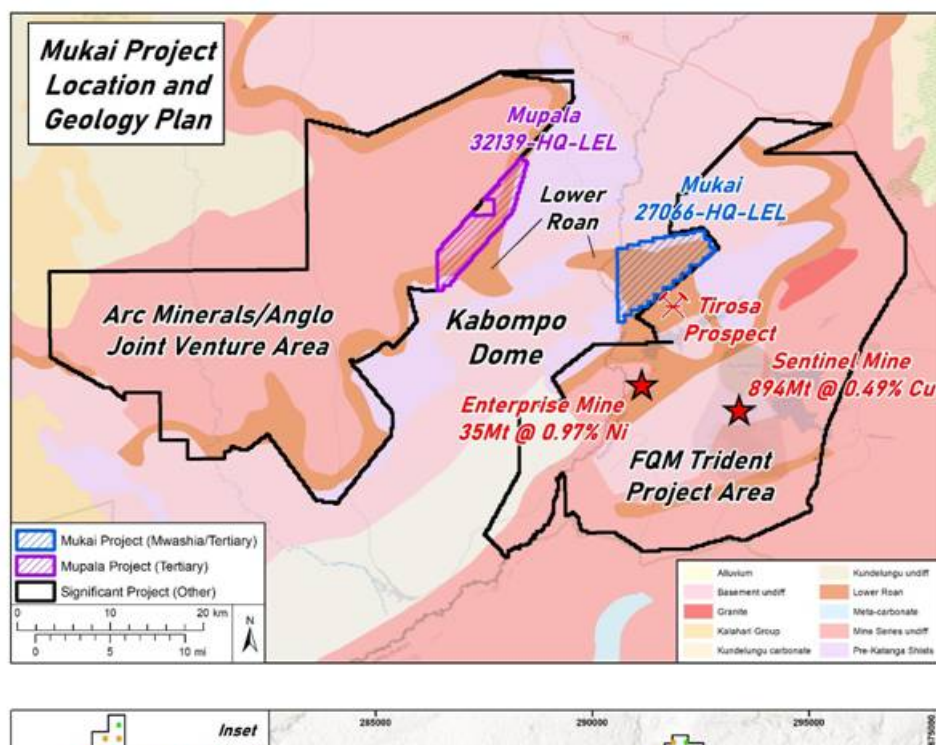 Mukai Project
Location and
Geology Plan
Mupala
32139-HQ-LEL
Mukai
27066-HQ-LEL
Lower
Roan
Arc Minerals/Anglo
Joint Venture Area
Kabompo
Dome
Tirosa
Prospect
Sentinel Mine
894Mt @ 0.49% Cu
Enterprise Mine
35Mt @ 0.97% Ni
FQM Trident
Project Area
Mukai Project (Mwashia/Tertiary)
Mupala Project (Tertiary)
Significant Project (Other)
0 10 20 km
0 5 10 mi
N
Alluvium
Basement undiff
Granite
Kalahari Group
Kundelungu carbonate
Kundelungu undiff
Lower Roan
Meta-carbonate
Mine Series undiff
Pre-Katanga Shists
Inset
285000
290000
295000